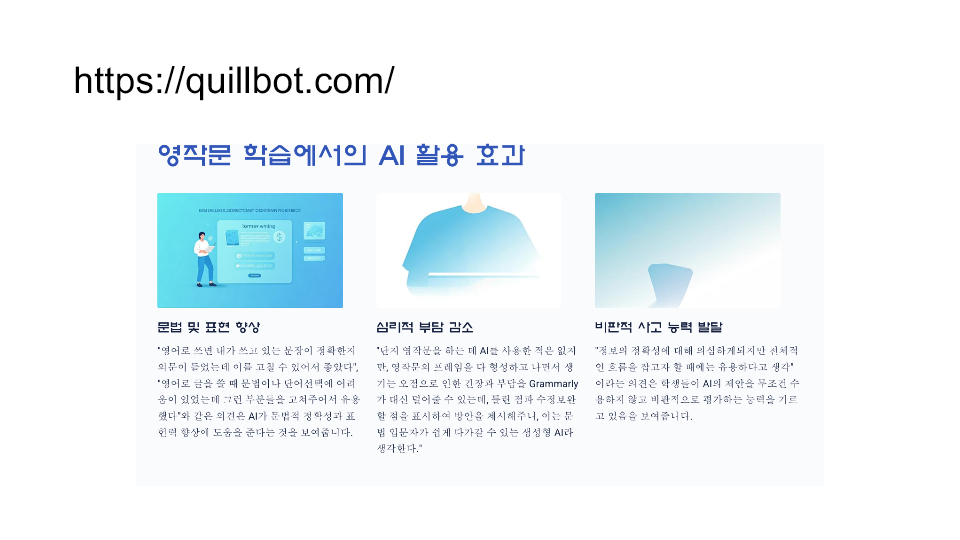 https://quillbot.com/
영작문 학습에서의 AI 활용 효과
문법 및 표현 향상
"영어로 쓰면 내가 쓰고 있는 문장이 정확한지
의문이 들었는데 이를 고칠 수 있어서 좋았다",
"영어로 글을 쓸 때 문법이나 단어선택에 어려
움이 있었는데 그런 부분들을 고쳐주어서 유용
했다"와 같은 의견은 AI가 문법적 정확성과 표
현력 향상에 도움을 준다는 것을 보여줍니다.
심리적 부담 감소
"단지 영작문을 하는 데 AI를 사용한 적은 없지
만, 영작문의 프레임을 다 형성하고 나면서 생
기는 오점으로 인한 긴장과 부담을 Grammarly
가 대신 덜어줄 수 있는데, 틀린 점과 수정보완
할 점을 표시하여 방안을 제시해주니, 이는 문
법 입문자가 쉽게 다가갈 수 있는 생성형 AI라
생각한다."
비판적 사고 능력 발달
"정보의 정확성에 대해 의심하게되지만 전체적
인 흐름을 잡고자 할 때에는 유용하다고 생각"
이라는 의견은 학생들이 AI의 제안을 무조건 수
용하지 않고 비판적으로 평가하는 능력을 기르
고 있음을 보여줍니다.